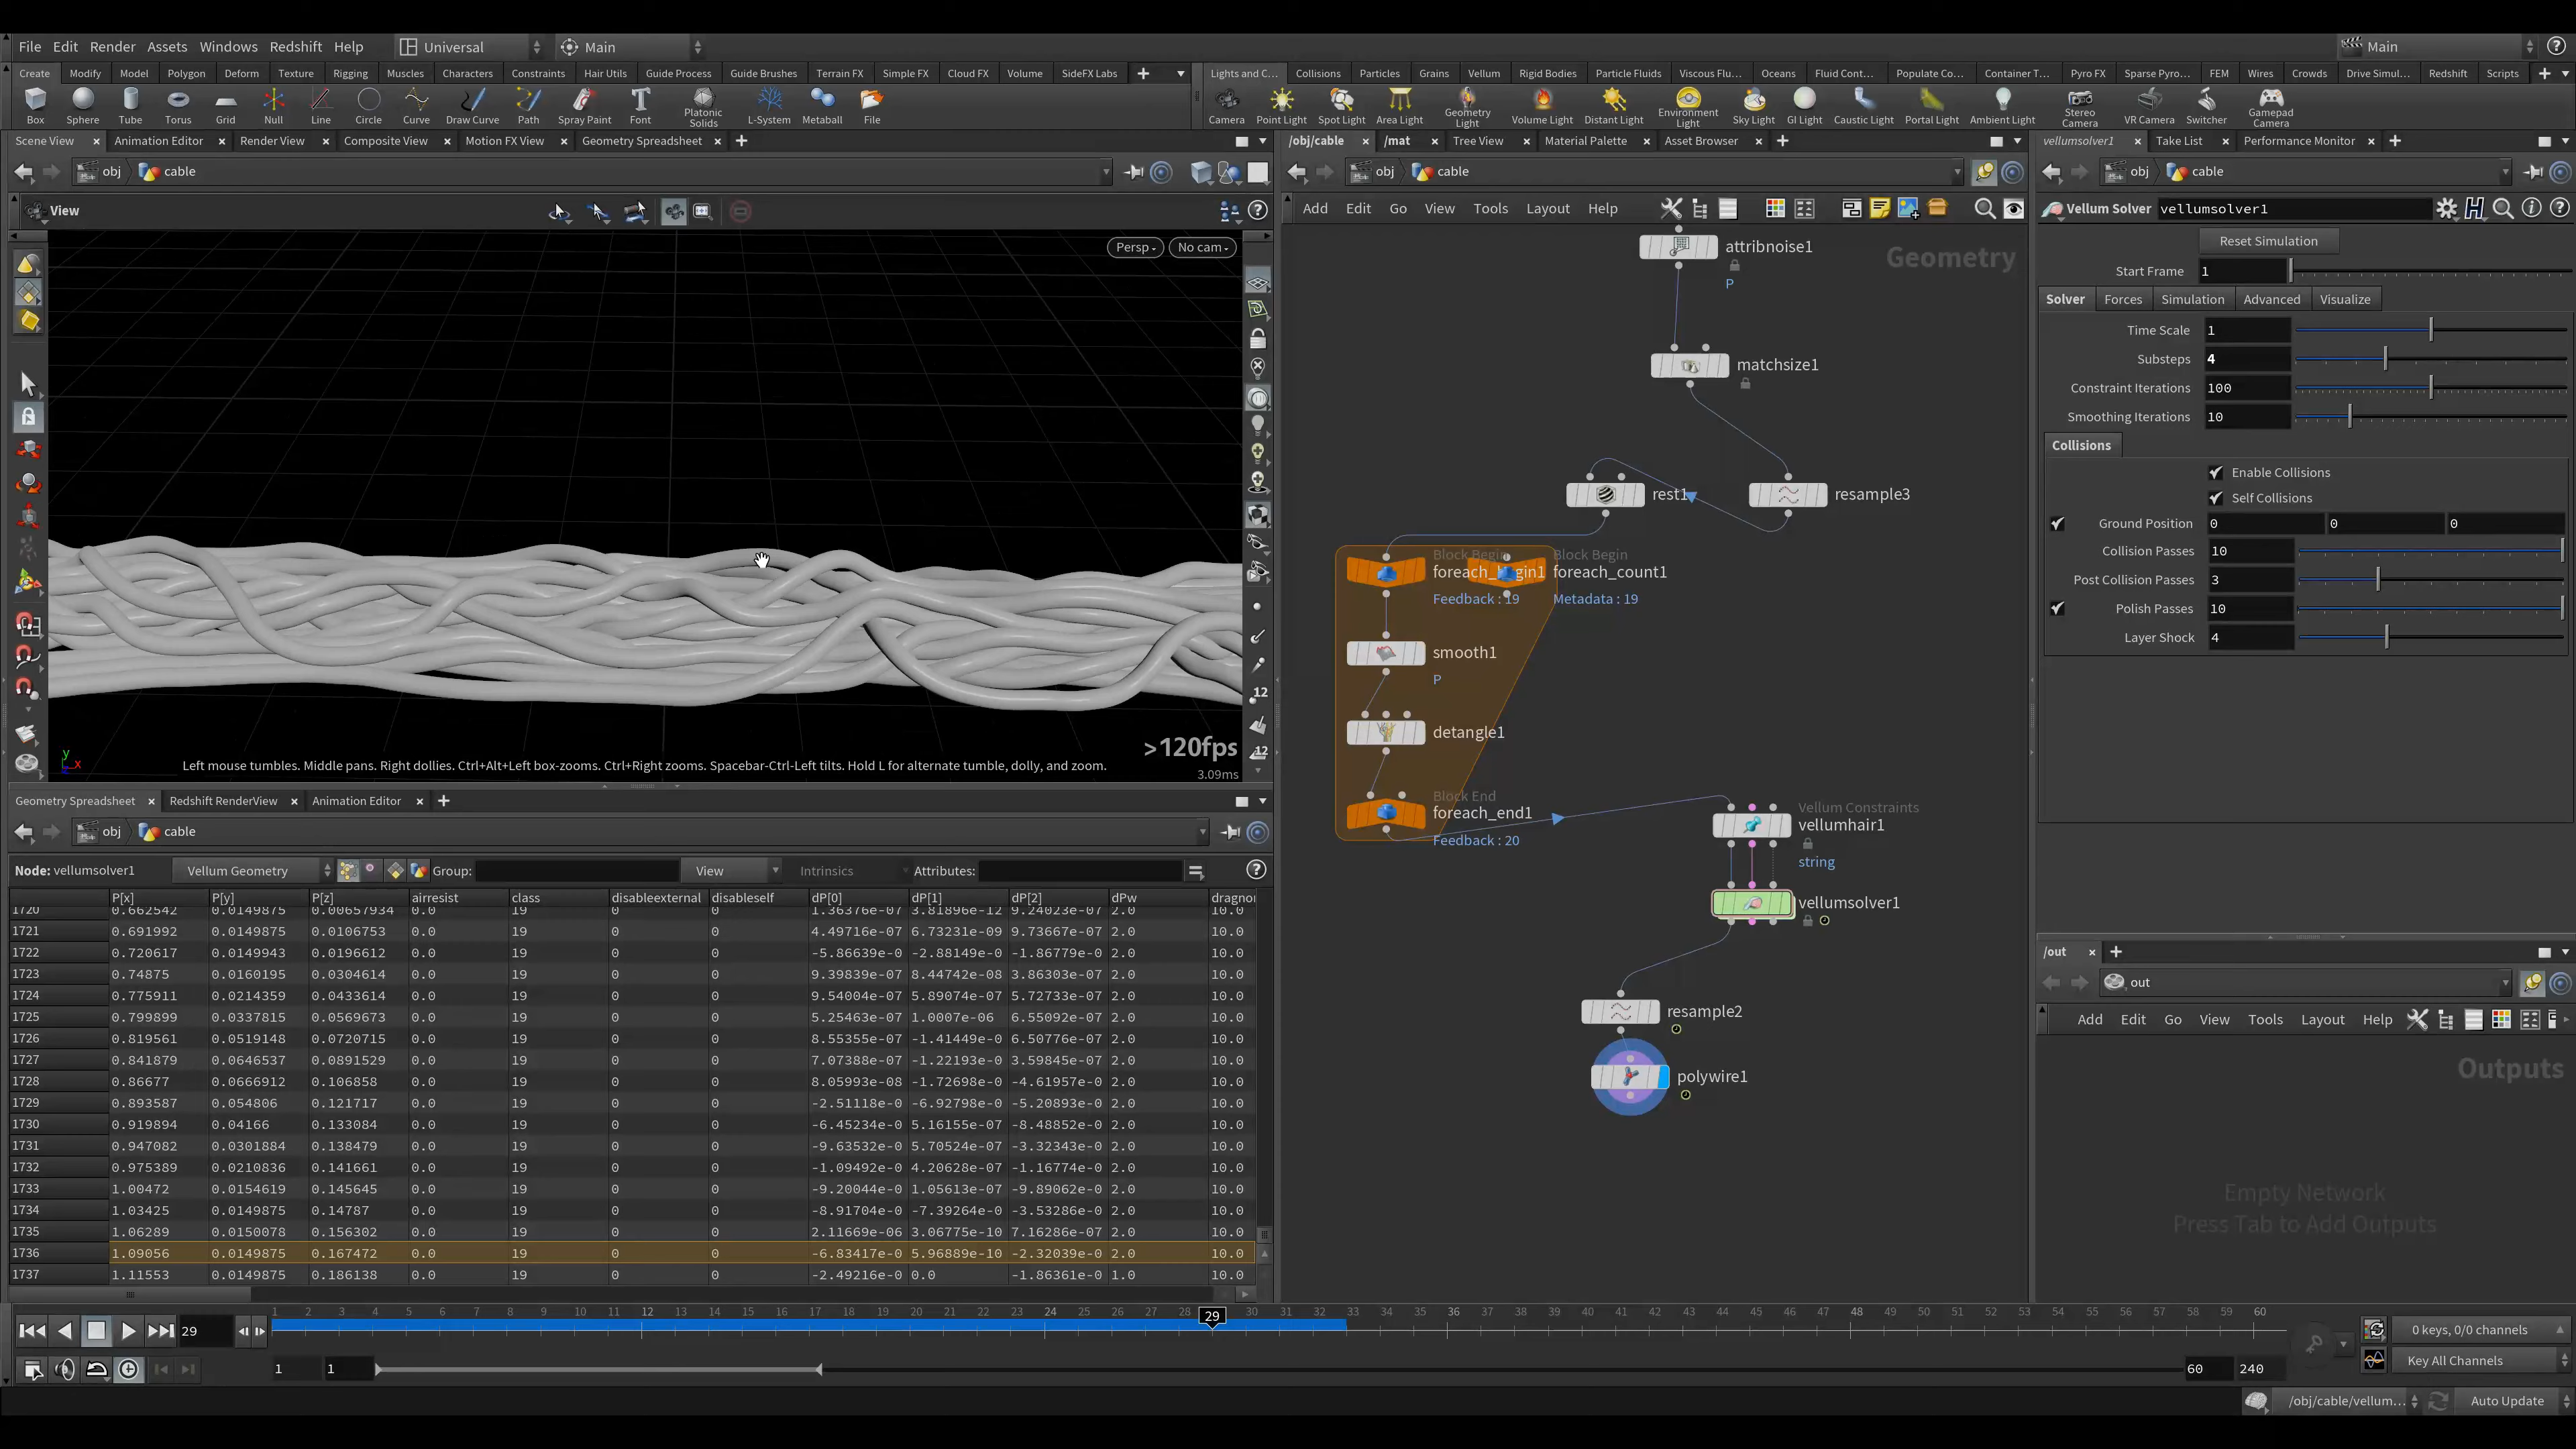 File Edit Render Assets Windows Redshift Help Universal Main Main
Create Modify Model Polygon Deform Texture Rigging Muscles Characters Constraints Hair Utils Guide Process Guide Brushes Terrain FX Simple FX Cloud FX Volume SideFX Labs
Lights and C... Collisions Particles Grains Vellum Rigid Bodies Particle Fluids Viscous Flu... Oceans Fluid Cont... Populate Co... Container T... Pyro FX Sparse Pyro... FEM Wires Crowds Drive Simul... Redshift Scripts
Box Sphere Tube Torus Grid Null Line Circle Curve Draw Curve Path Spray Paint Font Platonic Solids L-System Metaball File
Camera Point Light Spot Light Area Light Geometry Light Volume Light Distant Light Environment Light Sky Light GI Light Caustic Light Portal Light Ambient Light Stereo Camera VR Camera Switcher Gamepad Camera
Scene View Animation Editor Render View Composite View Motion FX View Geometry Spreadsheet
obj cable
View
Persp No cam
>120fps
3.09ms
Left mouse tumbles. Middle pans. Right dollies. Ctrl+Alt+Left box-zooms. Ctrl+Right zooms. Spacebar-Ctrl-Left tilts. Hold L for alternate tumble, dolly, and zoom.
y
x
12
12
Geometry Spreadsheet Redshift RenderView Animation Editor
obj cable
Node: vellumsolver1 Vellum Geometry Group: View Intrinsics Attributes:
P[x] P[y] P[z] airresist class disableexternal disableself dP[0] dP[1] dP[2] dPw dragnor
1720 0.662542 0.0149875 0.00657934 0.0 19 0 0 1.36376e-07 3.81896e-12 9.24023e-07 2.0 10.0
1721 0.691992 0.0149875 0.0106753 0.0 19 0 0 4.49716e-07 6.73231e-09 9.73667e-07 2.0 10.0
1722 0.720617 0.0149943 0.0196612 0.0 19 0 0 -5.86639e-0 -2.88149e-0 -1.86779e-0 2.0 10.0
1723 0.74875 0.0160195 0.0304614 0.0 19 0 0 9.39839e-07 8.44742e-08 3.86303e-07 2.0 10.0
1724 0.775911 0.0214359 0.0433614 0.0 19 0 0 9.54004e-07 5.89074e-07 5.72733e-07 2.0 10.0
1725 0.799899 0.0337815 0.0569673 0.0 19 0 0 5.25463e-07 1.0007e-06 6.55092e-07 2.0 10.0
1726 0.819561 0.0519148 0.0720715 0.0 19 0 0 8.55355e-07 -1.41449e-0 6.50776e-07 2.0 10.0
1727 0.841879 0.0646537 0.0891529 0.0 19 0 0 7.07388e-07 -1.22193e-0 3.59845e-07 2.0 10.0
1728 0.86677 0.0666912 0.106858 0.0 19 0 0 8.05993e-08 -1.72698e-0 -4.61957e-0 2.0 10.0
1729 0.893587 0.054806 0.121717 0.0 19 0 0 -2.51118e-0 -6.92798e-0 -5.20893e-0 2.0 10.0
1730 0.919894 0.04166 0.133084 0.0 19 0 0 -6.45234e-0 5.16155e-07 -8.48852e-0 2.0 10.0
1731 0.947082 0.0301884 0.138479 0.0 19 0 0 -9.63532e-0 5.70524e-07 -3.32343e-0 2.0 10.0
1732 0.975389 0.0210836 0.141661 0.0 19 0 0 -1.09492e-0 4.20628e-07 -1.16774e-0 2.0 10.0
1733 1.00472 0.0154619 0.145645 0.0 19 0 0 -9.20044e-0 1.05613e-07 -9.89062e-0 2.0 10.0
1734 1.03425 0.0149875 0.14787 0.0 19 0 0 -8.91704e-0 -7.39264e-0 -3.53286e-0 2.0 10.0
1735 1.06289 0.0150078 0.156302 0.0 19 0 0 2.11669e-06 3.06775e-10 7.16286e-07 2.0 10.0
1736 1.09056 0.0149875 0.167472 0.0 19 0 0 -6.83417e-0 5.96889e-10 -2.32039e-0 2.0 10.0
1737 1.11553 0.0149875 0.186138 0.0 19 0 0 -2.49216e-0 0.0 -1.86361e-0 1.0 10.0
/obj/cable /mat Tree View Material Palette Asset Browser
obj cable
Add Edit Go View Tools Layout Help
Geometry
attribnoise1
P
matchsize1
rest1
resample3
Block Begin
foreach_begin1
Feedback : 19
Block Begin
foreach_count1
Metadata : 19
smooth1
P
detangle1
Block End
foreach_end1
Feedback : 20
Vellum Constraints
vellumhair1
string
vellumsolver1
resample2
polywire1
vellumsolver1 Take List Performance Monitor
obj cable
Vellum Solver vellumsolver1
Reset Simulation
Start Frame 1
Solver Forces Simulation Advanced Visualize
Time Scale 1
Substeps 4
Constraint Iterations 100
Smoothing Iterations 10
Collisions
Enable Collisions
Self Collisions
Ground Position 0 0 0
Collision Passes 10
Post Collision Passes 3
Polish Passes 10
Layer Shock 4
/out
out
Add Edit Go View Tools Layout Help
Outputs
Empty Network
Press Tab to Add Outputs
29
1 2 3 4 5 6 7 8 9 10 11 12 13 14 15 16 17 18 19 20 21 22 23 24 25 26 27 28 29 30 31 32 33 34 35 36 37 38 39 40 41 42 43 44 45 46 47 48 49 50 51 52 53 54 55 56 57 58 59 60
0 keys, 0/0 channels
1 1 60 240
Key All Channels
/obj/cable/vellum... Auto Update